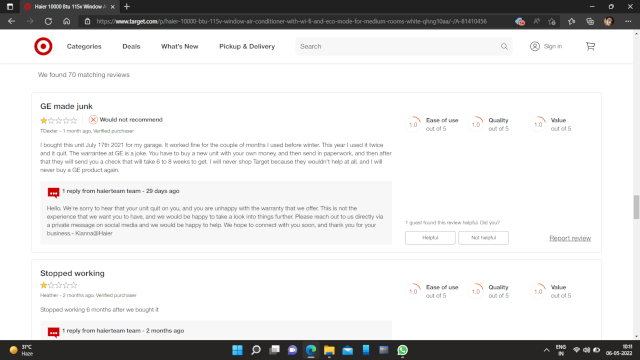 Haier 10000 Btu 115v Window A
https://www.target.com/p/haier-10000-btu-115v-window-air-conditioner-with-wi-fi-and-eco-mode-for-medium-rooms-white-qhng10aa/-/A-81410456
Categories Deals What's New Pickup & Delivery Search Sign in
We found 70 matching reviews
GE made junk
Would not recommend
TDexter - 1 month ago, Verified purchaser
I bought this unit July 17th 2021 for my garage. It worked fine for the couple of months I used before winter. This year I used it twice
and it quit. The warrantee at GE is a joke. You have to buy a new unit with your own money, and then send in paperwork, and then after
that they will send you a check that will take 6 to 8 weeks to get. I will never shop Target because they wouldn't help at all, and I will
never buy a GE product again.
1.0 Ease of use out of 5
1.0 Quality out of 5
1.0 Value out of 5
1 reply from haierteam team - 29 days ago
Hello. We're sorry to hear that your unit quit on you, and you are unhappy with the warranty that we offer. This is not the
experience that we want you to have, and we would be happy to take a look into things further. Please reach out to us directly via
a private message on social media and we would be happy to help. We hope to connect with you soon, and thank you for your
business.- Kianna@Haier
1 guest found this review helpful. Did you?
Helpful Not helpful Report review
Stopped working
Heather - 2 months ago, Verified purchaser
Stopped working 6 months after we bought it
1.0 Ease of use out of 5
1.0 Quality out of 5
1.0 Value out of 5
1 reply from haierteam team - 2 months ago
31°C
Haze
ENG
IN
10:11
06-05-2022